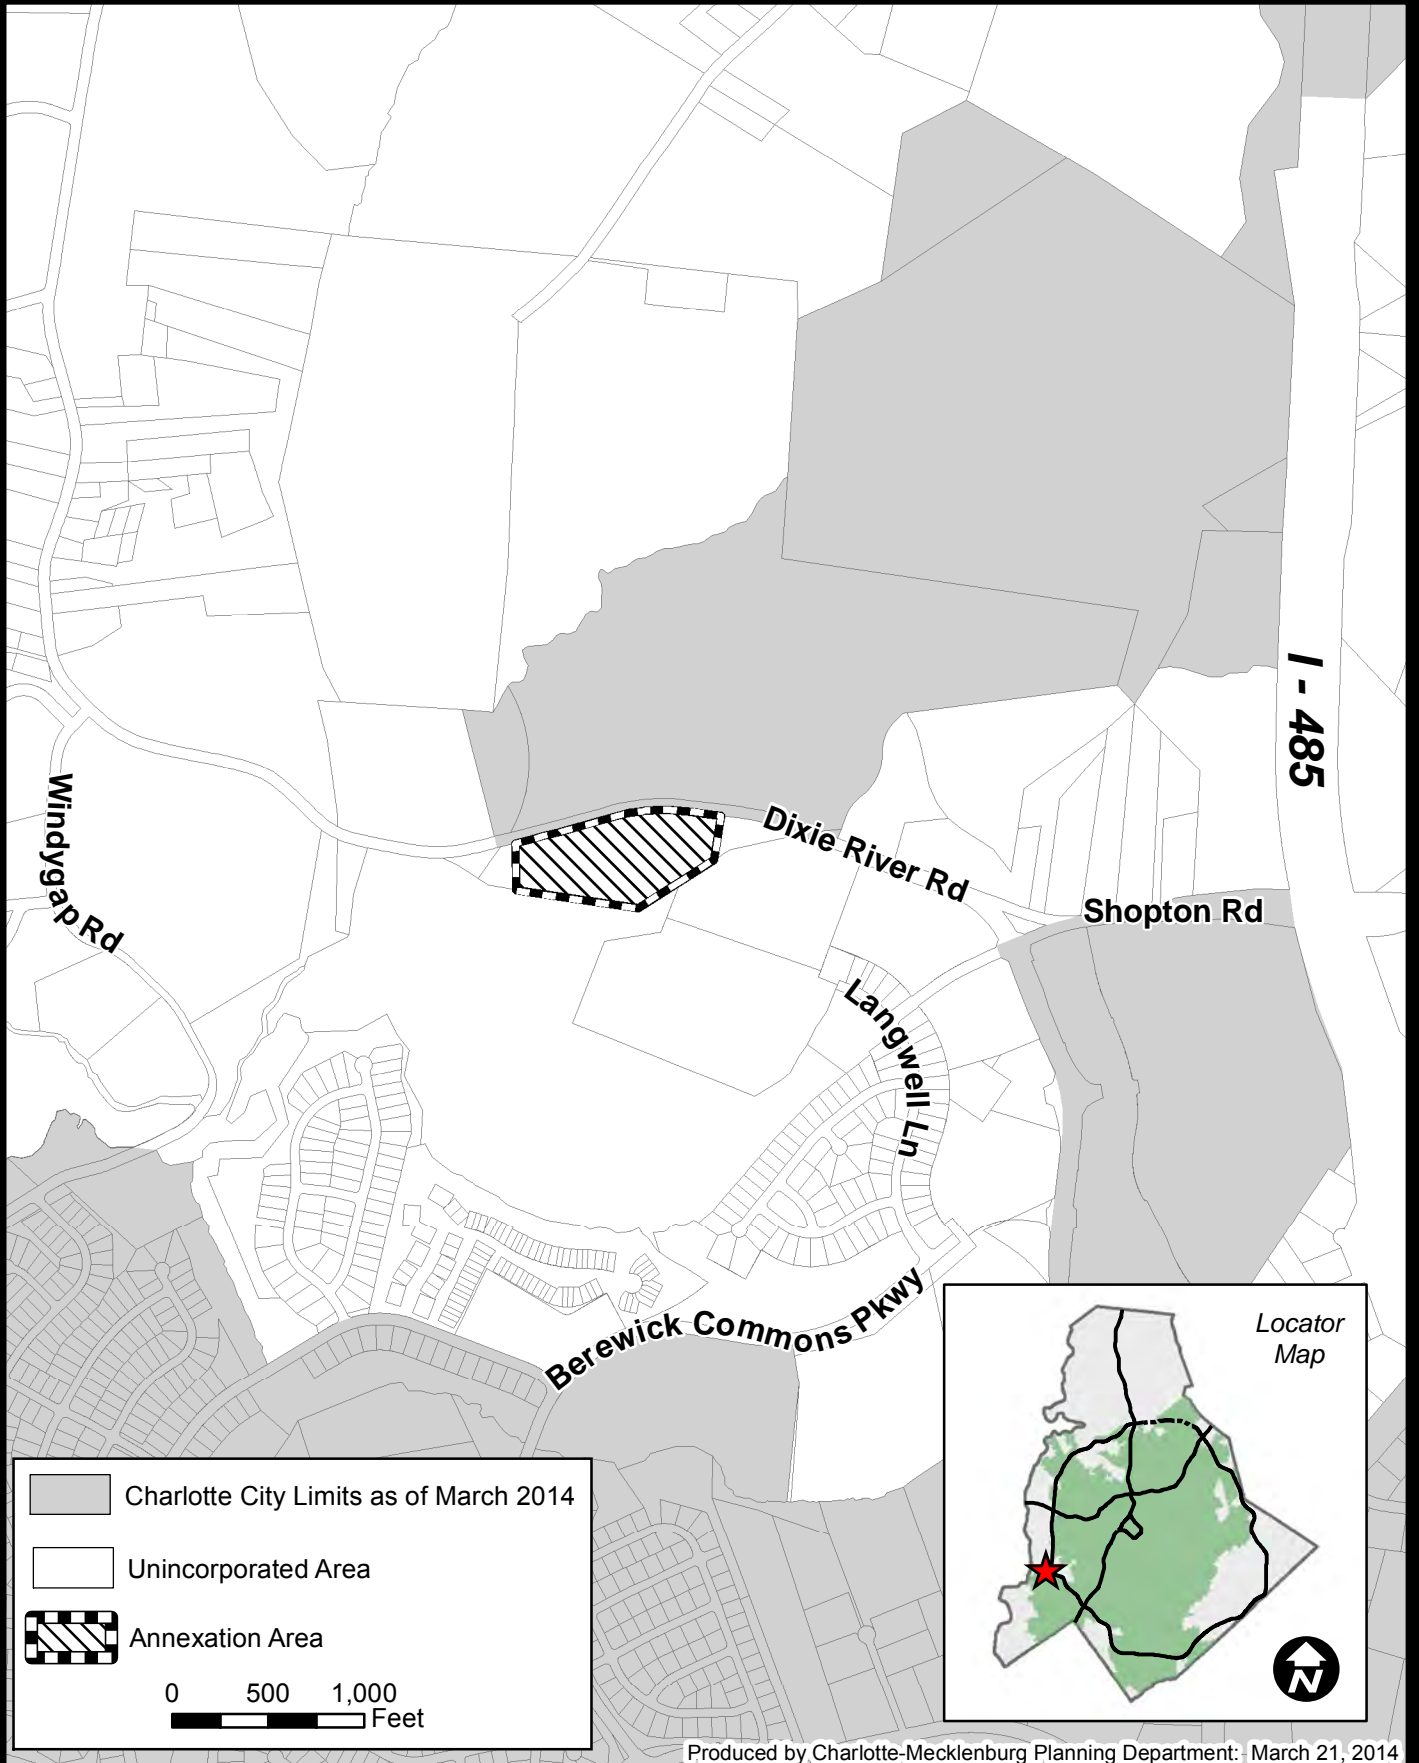 I - 485
Dixie River Rd
Windygap Rd
Shopton Rd
Langwell Ln
Berewick Commons Pkwy
Locator
Map
Charlotte City Limits as of March 2014
Unincorporated Area
Annexation Area
0 500 1,000
Feet
N
Produced by Charlotte-Mecklenburg Planning Department: March 21, 2014